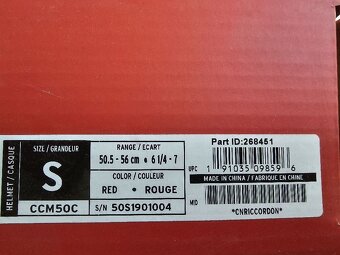 HELMET / CASQUE
SIZE / GRANDEUR
S
CCM50C
RANGE / ECART
50.5 - 56 cm • 6 1/4 - 7
COLOR / COULEUR
RED • ROUGE
S/N 50S1901004
Part ID:268451
UPC
1 91035 09859 6
MADE IN CHINA / FABRIQUE EN CHINE
MID
*CNRICCORDON*